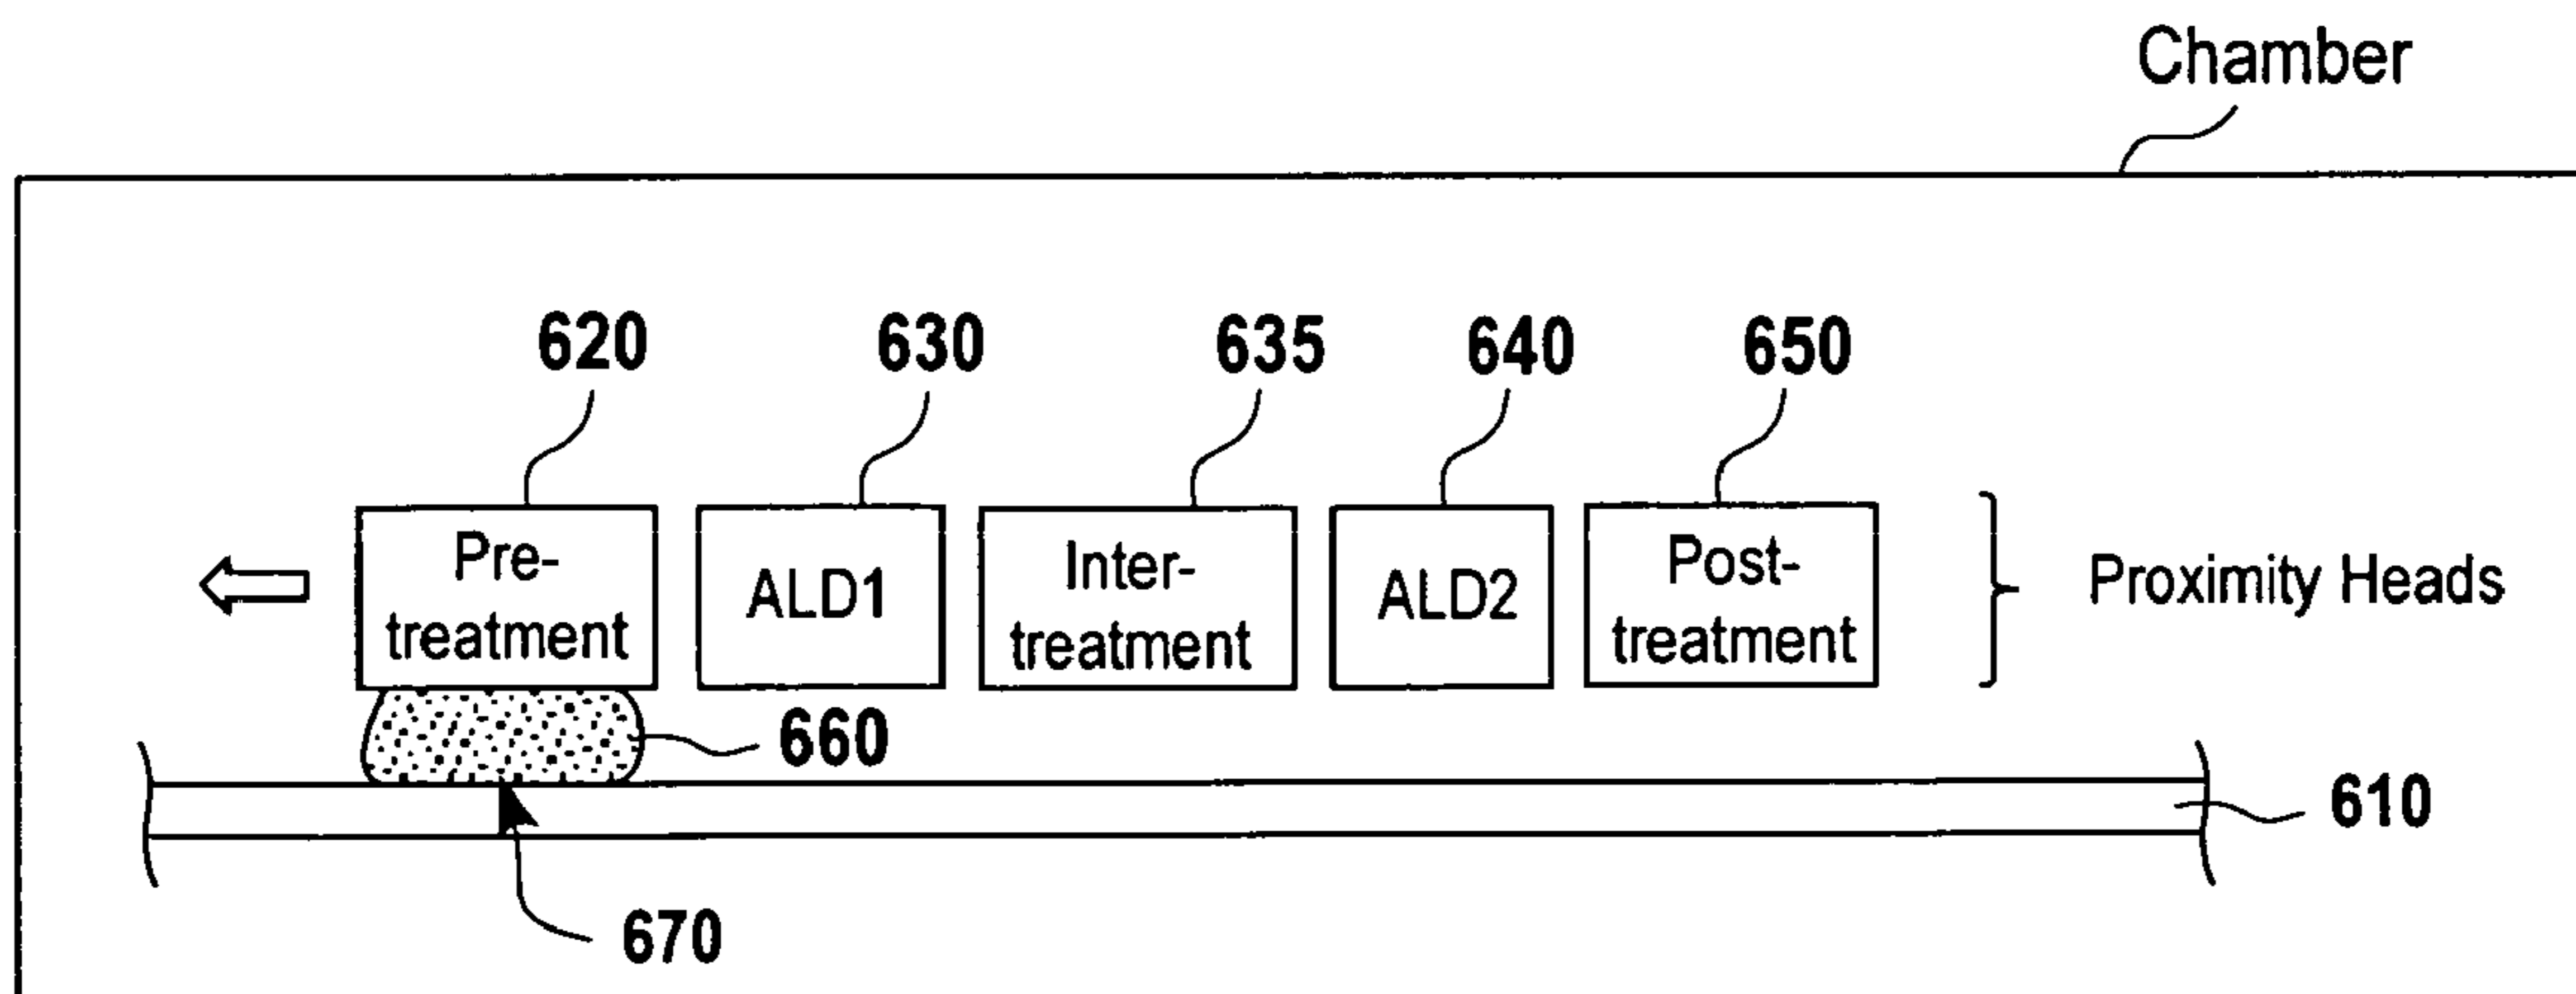 Chamber
620
630
635
640
650
Pre-
treatment
ALD1
Inter-
treatment
ALD2
Post-
treatment
Proximity Heads
660
610
670